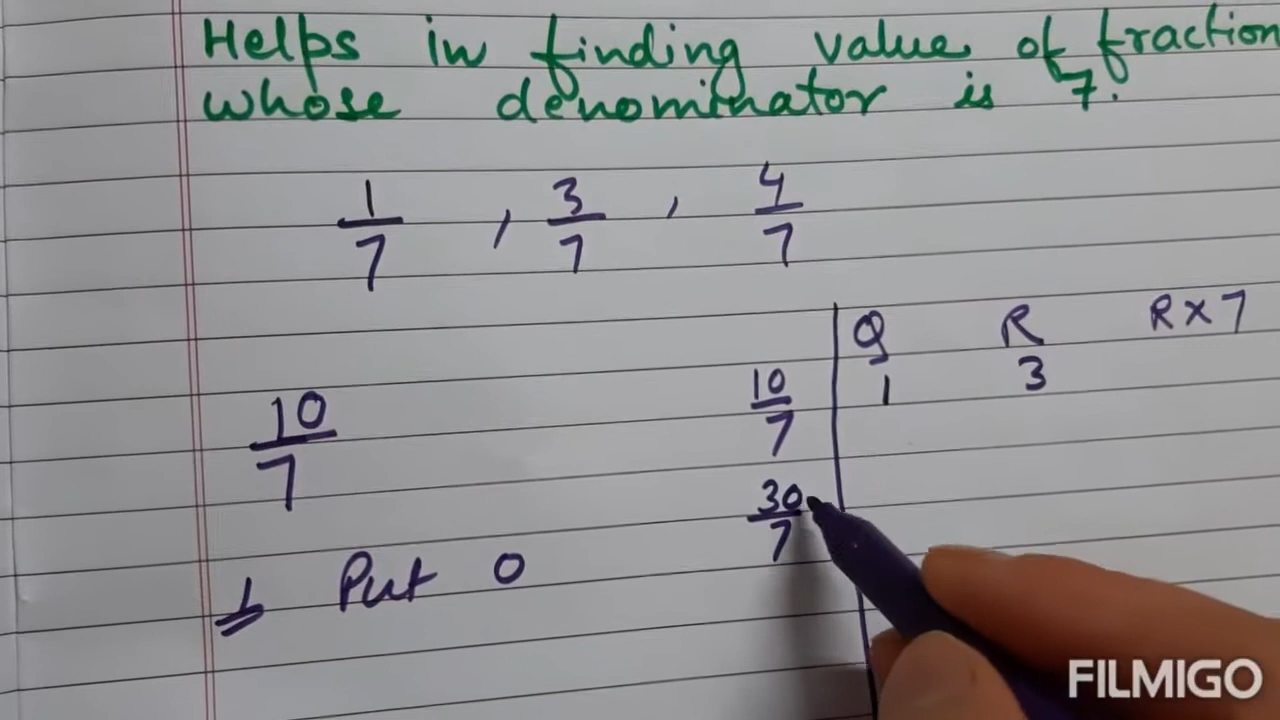 Helps in finding value of fraction
whose denominator is 7.
1/7 , 3/7 , 4/7
Q R R×7
10/7 1 3
10/7
30/7
1 Put 0
FILMIGO